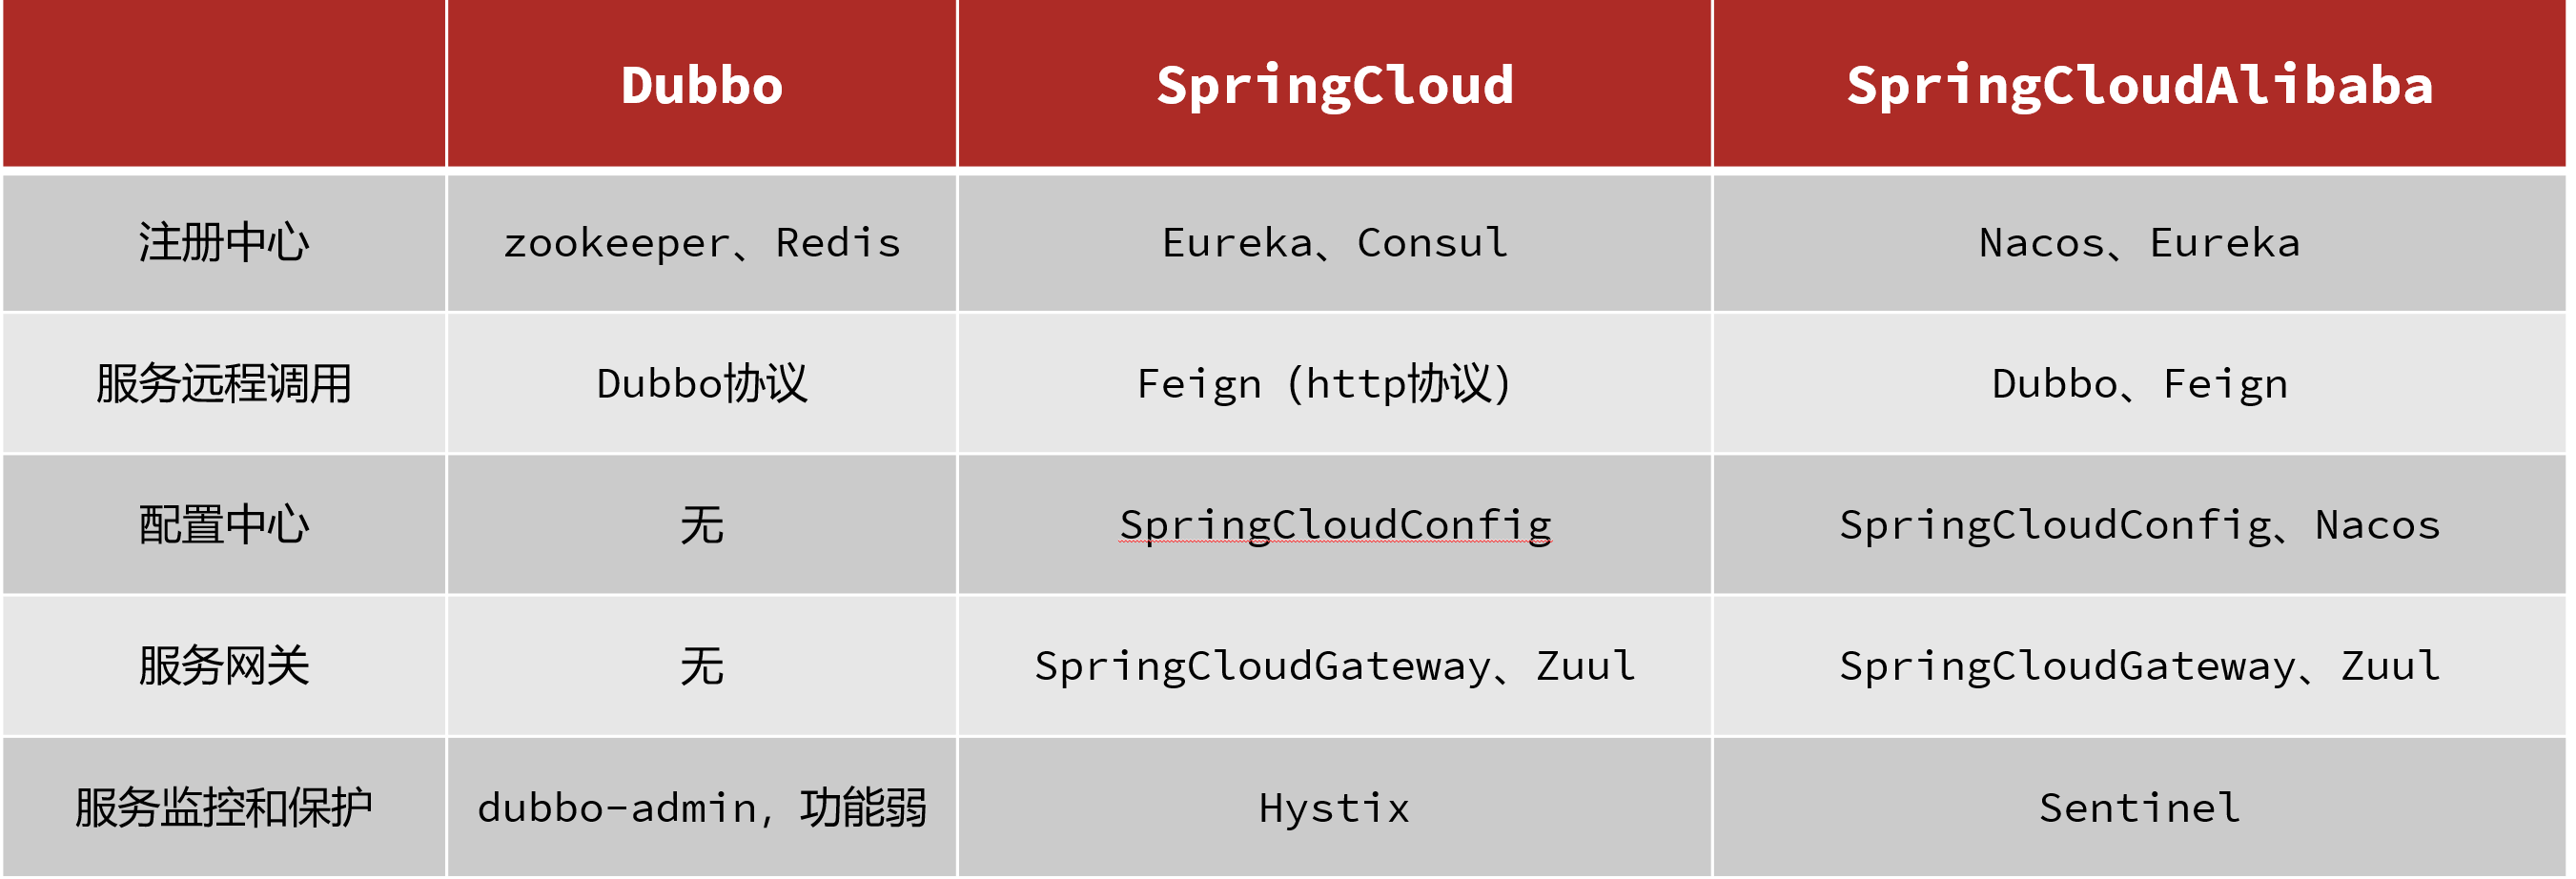 Dubbo SpringCloud SpringCloudAlibaba
注册中心 zookeeper、Redis Eureka、Consul Nacos、Eureka
服务远程调用 Dubbo协议 Feign（http协议） Dubbo、Feign
配置中心 无 SpringCloudConfig SpringCloudConfig、Nacos
服务网关 无 SpringCloudGateway、Zuul SpringCloudGateway、Zuul
服务监控和保护 dubbo-admin，功能弱 Hystix Sentinel